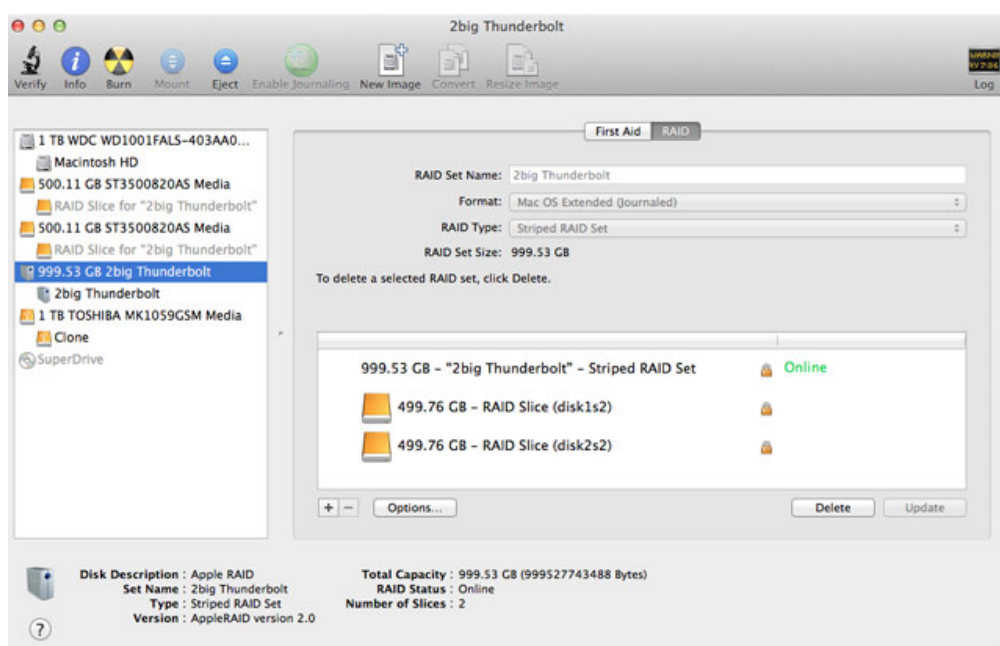 2big Thunderbolt
Verify Info Burn Mount Eject Enable Journaling New Image Convert Resize Image Log
First Aid RAID
1 TB WDC WD1001FALS-403AA0...
Macintosh HD
500.11 GB ST3500820AS Media
RAID Slice for "2big Thunderbolt"
500.11 GB ST3500820AS Media
RAID Slice for "2big Thunderbolt"
999.53 GB 2big Thunderbolt
2big Thunderbolt
1 TB TOSHIBA MK1059GSM Media
Clone
SuperDrive
RAID Set Name: 2big Thunderbolt
Format: Mac OS Extended (Journaled)
RAID Type: Striped RAID Set
RAID Set Size: 999.53 GB
To delete a selected RAID set, click Delete.
999.53 GB – "2big Thunderbolt" – Striped RAID Set Online
499.76 GB – RAID Slice (disk1s2)
499.76 GB – RAID Slice (disk2s2)
+ – Options... Delete Update
Disk Description : Apple RAID
Set Name : 2big Thunderbolt
Type : Striped RAID Set
Version : AppleRAID version 2.0
Total Capacity : 999.53 GB (999527743488 Bytes)
RAID Status : Online
Number of Slices : 2
?